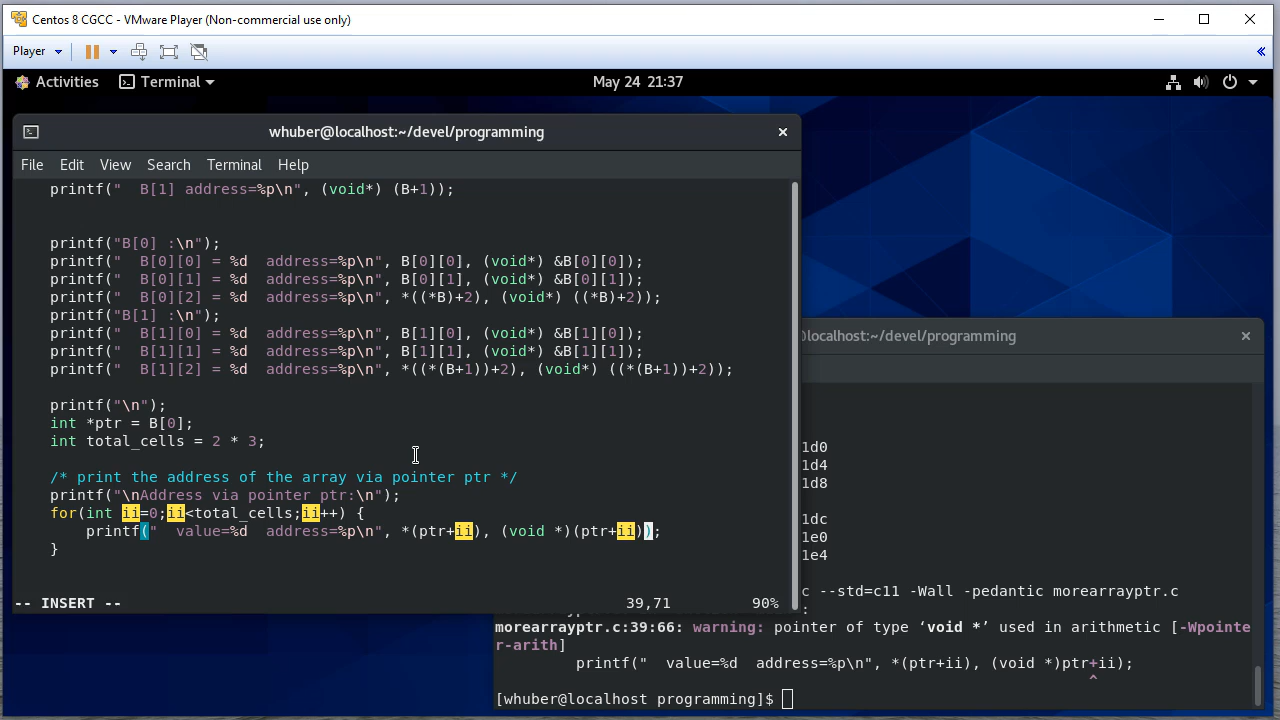 Centos 8 CGCC - VMware Player (Non-commercial use only)
Player
Activities Terminal May 24 21:37
whuber@localhost:~/devel/programming
File Edit View Search Terminal Help
printf("  B[1] address=%p\n", (void*) (B+1));
printf("B[0] :\n");
printf("  B[0][0] = %d  address=%p\n", B[0][0], (void*) &B[0][0]);
printf("  B[0][1] = %d  address=%p\n", B[0][1], (void*) &B[0][1]);
printf("  B[0][2] = %d  address=%p\n", *((*B)+2), (void*) ((*B)+2));
printf("B[1] :\n");
printf("  B[1][0] = %d  address=%p\n", B[1][0], (void*) &B[1][0]);
printf("  B[1][1] = %d  address=%p\n", B[1][1], (void*) &B[1][1]);
printf("  B[1][2] = %d  address=%p\n", *((*(B+1))+2), (void*) ((*(B+1))+2));
printf("\n");
int *ptr = B[0];
int total_cells = 2 * 3;
/* print the address of the array via pointer ptr */
printf("\nAddress via pointer ptr:\n");
for(int ii=0;ii<total_cells;ii++) {
printf("  value=%d  address=%p\n", *(ptr+ii), (void *)(ptr+ii));
}
-- INSERT -- 39,71 90%
localhost:~/devel/programming
1d0
1d4
1d8
1dc
1e0
1e4
c --std=c11 -Wall -pedantic morearrayptr.c
:
morearrayptr.c:39:66: warning: pointer of type ‘void *’ used in arithmetic [-Wpointe
r-arith]
printf("  value=%d  address=%p\n", *(ptr+ii), (void *)ptr+ii);
^
[whuber@localhost programming]$